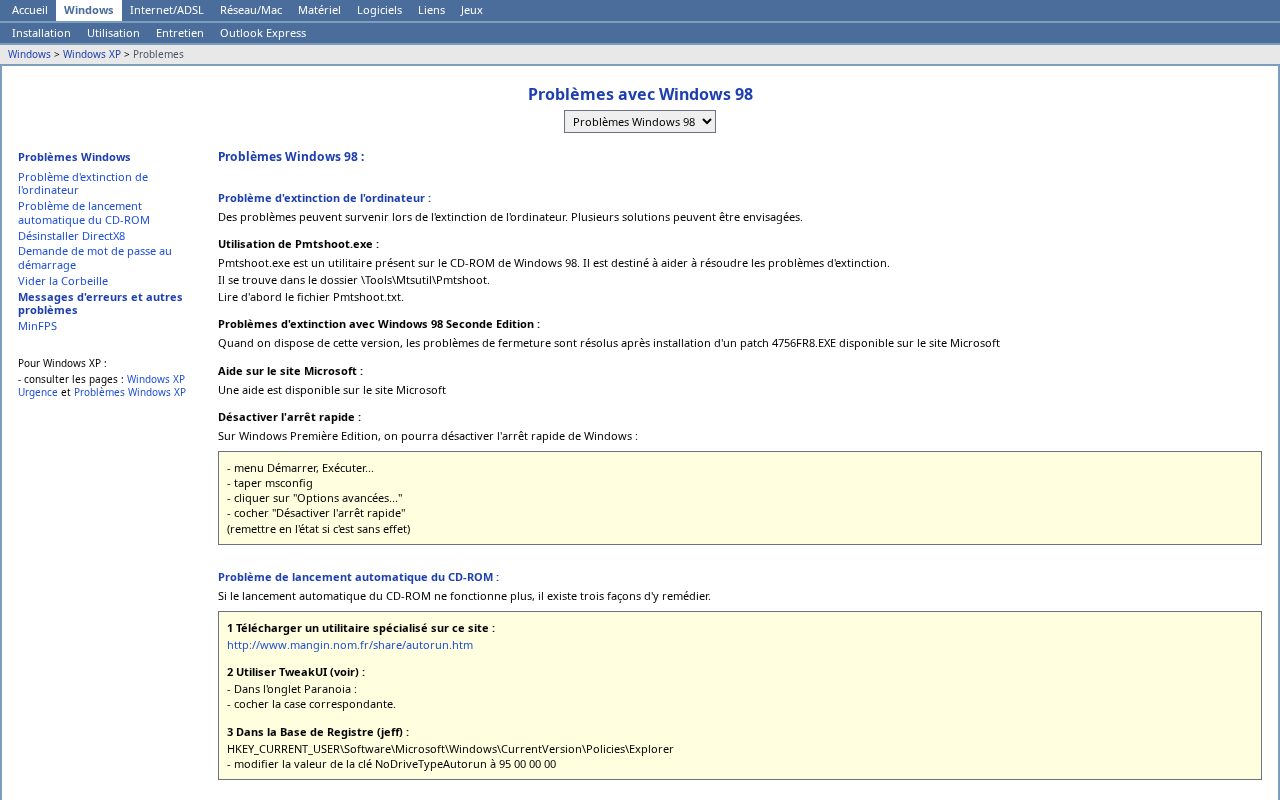 Accueil Windows Internet/ADSL Réseau/Mac Matériel Logiciels Liens Jeux
Installation Utilisation Entretien Outlook Express
Windows > Windows XP > Problemes
Problèmes avec Windows 98
Problèmes Windows 98
Problèmes Windows
Problème d'extinction de
l'ordinateur
Problème de lancement
automatique du CD-ROM
Désinstaller DirectX8
Demande de mot de passe au
démarrage
Vider la Corbeille
Messages d'erreurs et autres
problèmes
MinFPS
Pour Windows XP :
- consulter les pages : Windows XP
Urgence et Problèmes Windows XP
Problèmes Windows 98 :
Problème d'extinction de l'ordinateur :
Des problèmes peuvent survenir lors de l'extinction de l'ordinateur. Plusieurs solutions peuvent être envisagées.
Utilisation de Pmtshoot.exe :
Pmtshoot.exe est un utilitaire présent sur le CD-ROM de Windows 98. Il est destiné à aider à résoudre les problèmes d'extinction.
Il se trouve dans le dossier \Tools\Mtsutil\Pmtshoot.
Lire d'abord le fichier Pmtshoot.txt.
Problèmes d'extinction avec Windows 98 Seconde Edition :
Quand on dispose de cette version, les problèmes de fermeture sont résolus après installation d'un patch 4756FR8.EXE disponible sur le site Microsoft
Aide sur le site Microsoft :
Une aide est disponible sur le site Microsoft
Désactiver l'arrêt rapide :
Sur Windows Première Edition, on pourra désactiver l'arrêt rapide de Windows :
- menu Démarrer, Exécuter...
- taper msconfig
- cliquer sur "Options avancées..."
- cocher "Désactiver l'arrêt rapide"
(remettre en l'état si c'est sans effet)
Problème de lancement automatique du CD-ROM :
Si le lancement automatique du CD-ROM ne fonctionne plus, il existe trois façons d'y remédier.
1 Télécharger un utilitaire spécialisé sur ce site :
http://www.mangin.nom.fr/share/autorun.htm
2 Utiliser TweakUI (voir) :
- Dans l'onglet Paranoia :
- cocher la case correspondante.
3 Dans la Base de Registre (jeff) :
HKEY_CURRENT_USER\Software\Microsoft\Windows\CurrentVersion\Policies\Explorer
- modifier la valeur de la clé NoDriveTypeAutorun à 95 00 00 00